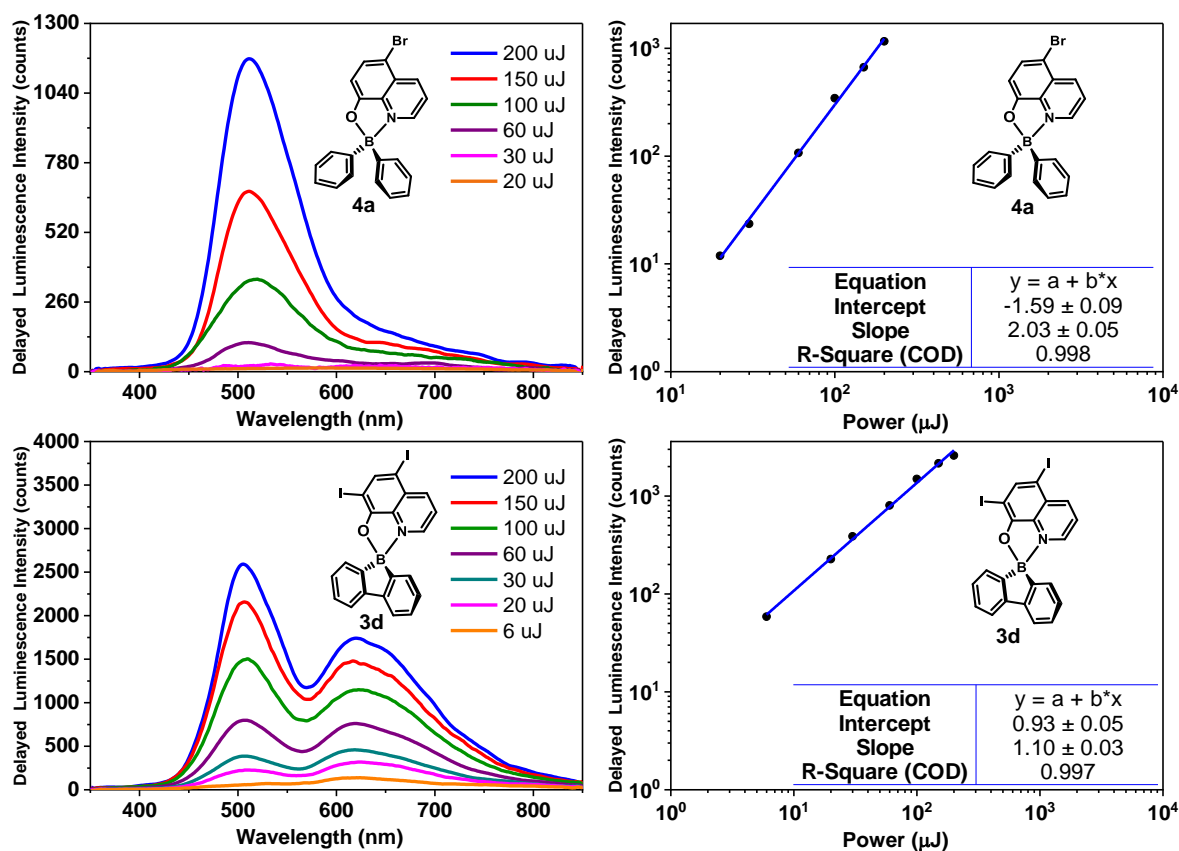 Delayed Luminescence Intensity (counts)
1300
1040
780
520
260
0
400
500
600
700
800
Wavelength (nm)
200 uJ
150 uJ
100 uJ
60 uJ
30 uJ
20 uJ
Br
O
N
B
4a
Delayed Luminescence Intensity (counts)
10³
10²
10¹
10⁰
10¹
10²
10³
10⁴
Power (μJ)
Br
O
N
B
4a
Equation y = a + b*x
Intercept -1.59 ± 0.09
Slope 2.03 ± 0.05
R-Square (COD) 0.998
Delayed Luminescence Intensity (counts)
4000
3500
3000
2500
2000
1500
1000
500
0
400
500
600
700
800
Wavelength (nm)
200 uJ
150 uJ
100 uJ
60 uJ
30 uJ
20 uJ
6 uJ
I
I
O
N
B
3d
Delayed Luminescence Intensity (counts)
10³
10²
10¹
10⁰
10⁰
10¹
10²
10³
10⁴
Power (μJ)
I
I
O
N
B
3d
Equation y = a + b*x
Intercept 0.93 ± 0.05
Slope 1.10 ± 0.03
R-Square (COD) 0.997